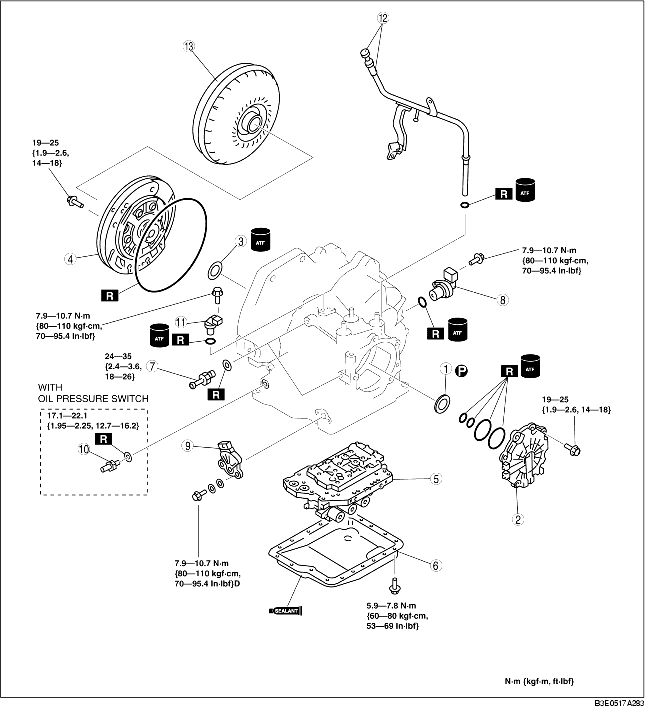 12
13
19—25
{1.9—2.6,
14—18}
R
ATF
4
3
ATF
7.9—10.7 N·m
{80—110 kgf·cm,
70—95.4 in·lbf}
8
R
7.9—10.7 N·m
{80—110 kgf·cm,
70—95.4 in·lbf}
11
ATF
R
R
ATF
24—35
{2.4—3.6,
18—26}
7
R
1
P
R
ATF
WITH
OIL PRESSURE SWITCH
17.1—22.1
{1.95—2.25, 12.7—16.2}
R
10
19—25
{1.9—2.6, 14—18}
9
5
2
7.9—10.7 N·m
{80—110 kgf·cm,
70—95.4 in·lbf}D
6
SEALANT
5.9—7.8 N·m
{60—80 kgf·cm,
53—69 in·lbf}
N·m {kgf·m, ft·lbf}
B3E0517A283